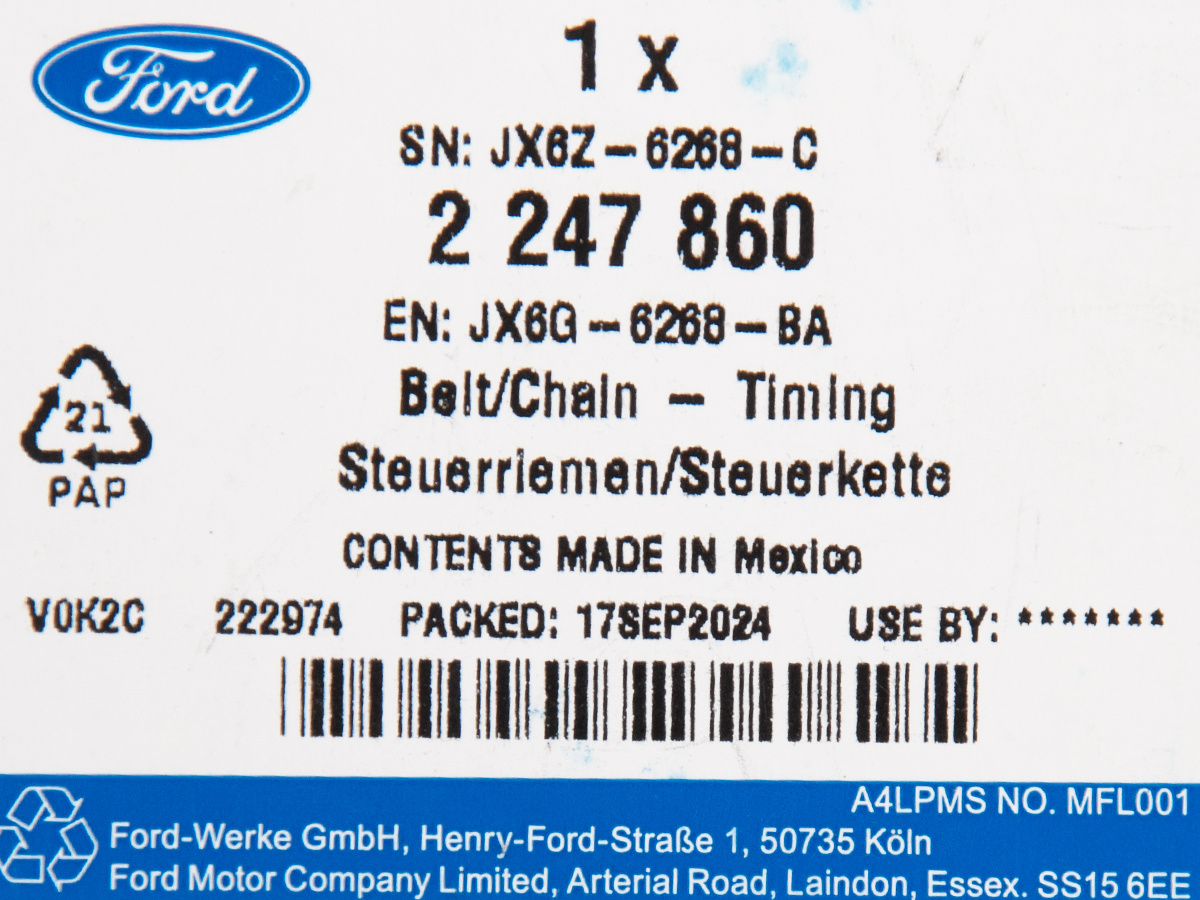 Ford
1 x
SN: JX6Z-6268-C
2 247 860
EN: JX6G-6268-BA
Belt/Chain - Timing
Steuerriemen/Steuerkette
21
PAP
CONTENTS MADE IN Mexico
V0K2C 222974 PACKED: 17SEP2024 USE BY: *******
A4LPMS NO. MFL001
Ford-Werke GmbH, Henry-Ford-Straße 1, 50735 Köln
Ford Motor Company Limited, Arterial Road, Laindon, Essex. SS15 6EE